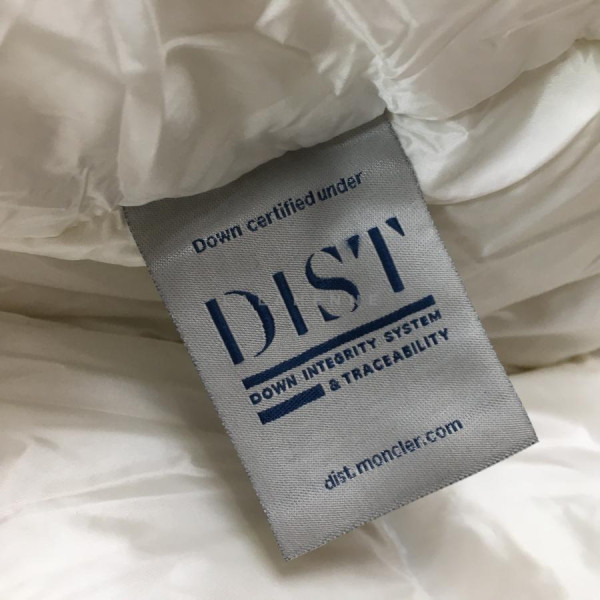 Down certified under
DIST
DOWN INTEGRITY SYSTEM
& TRACEABILITY
dist.moncler.com